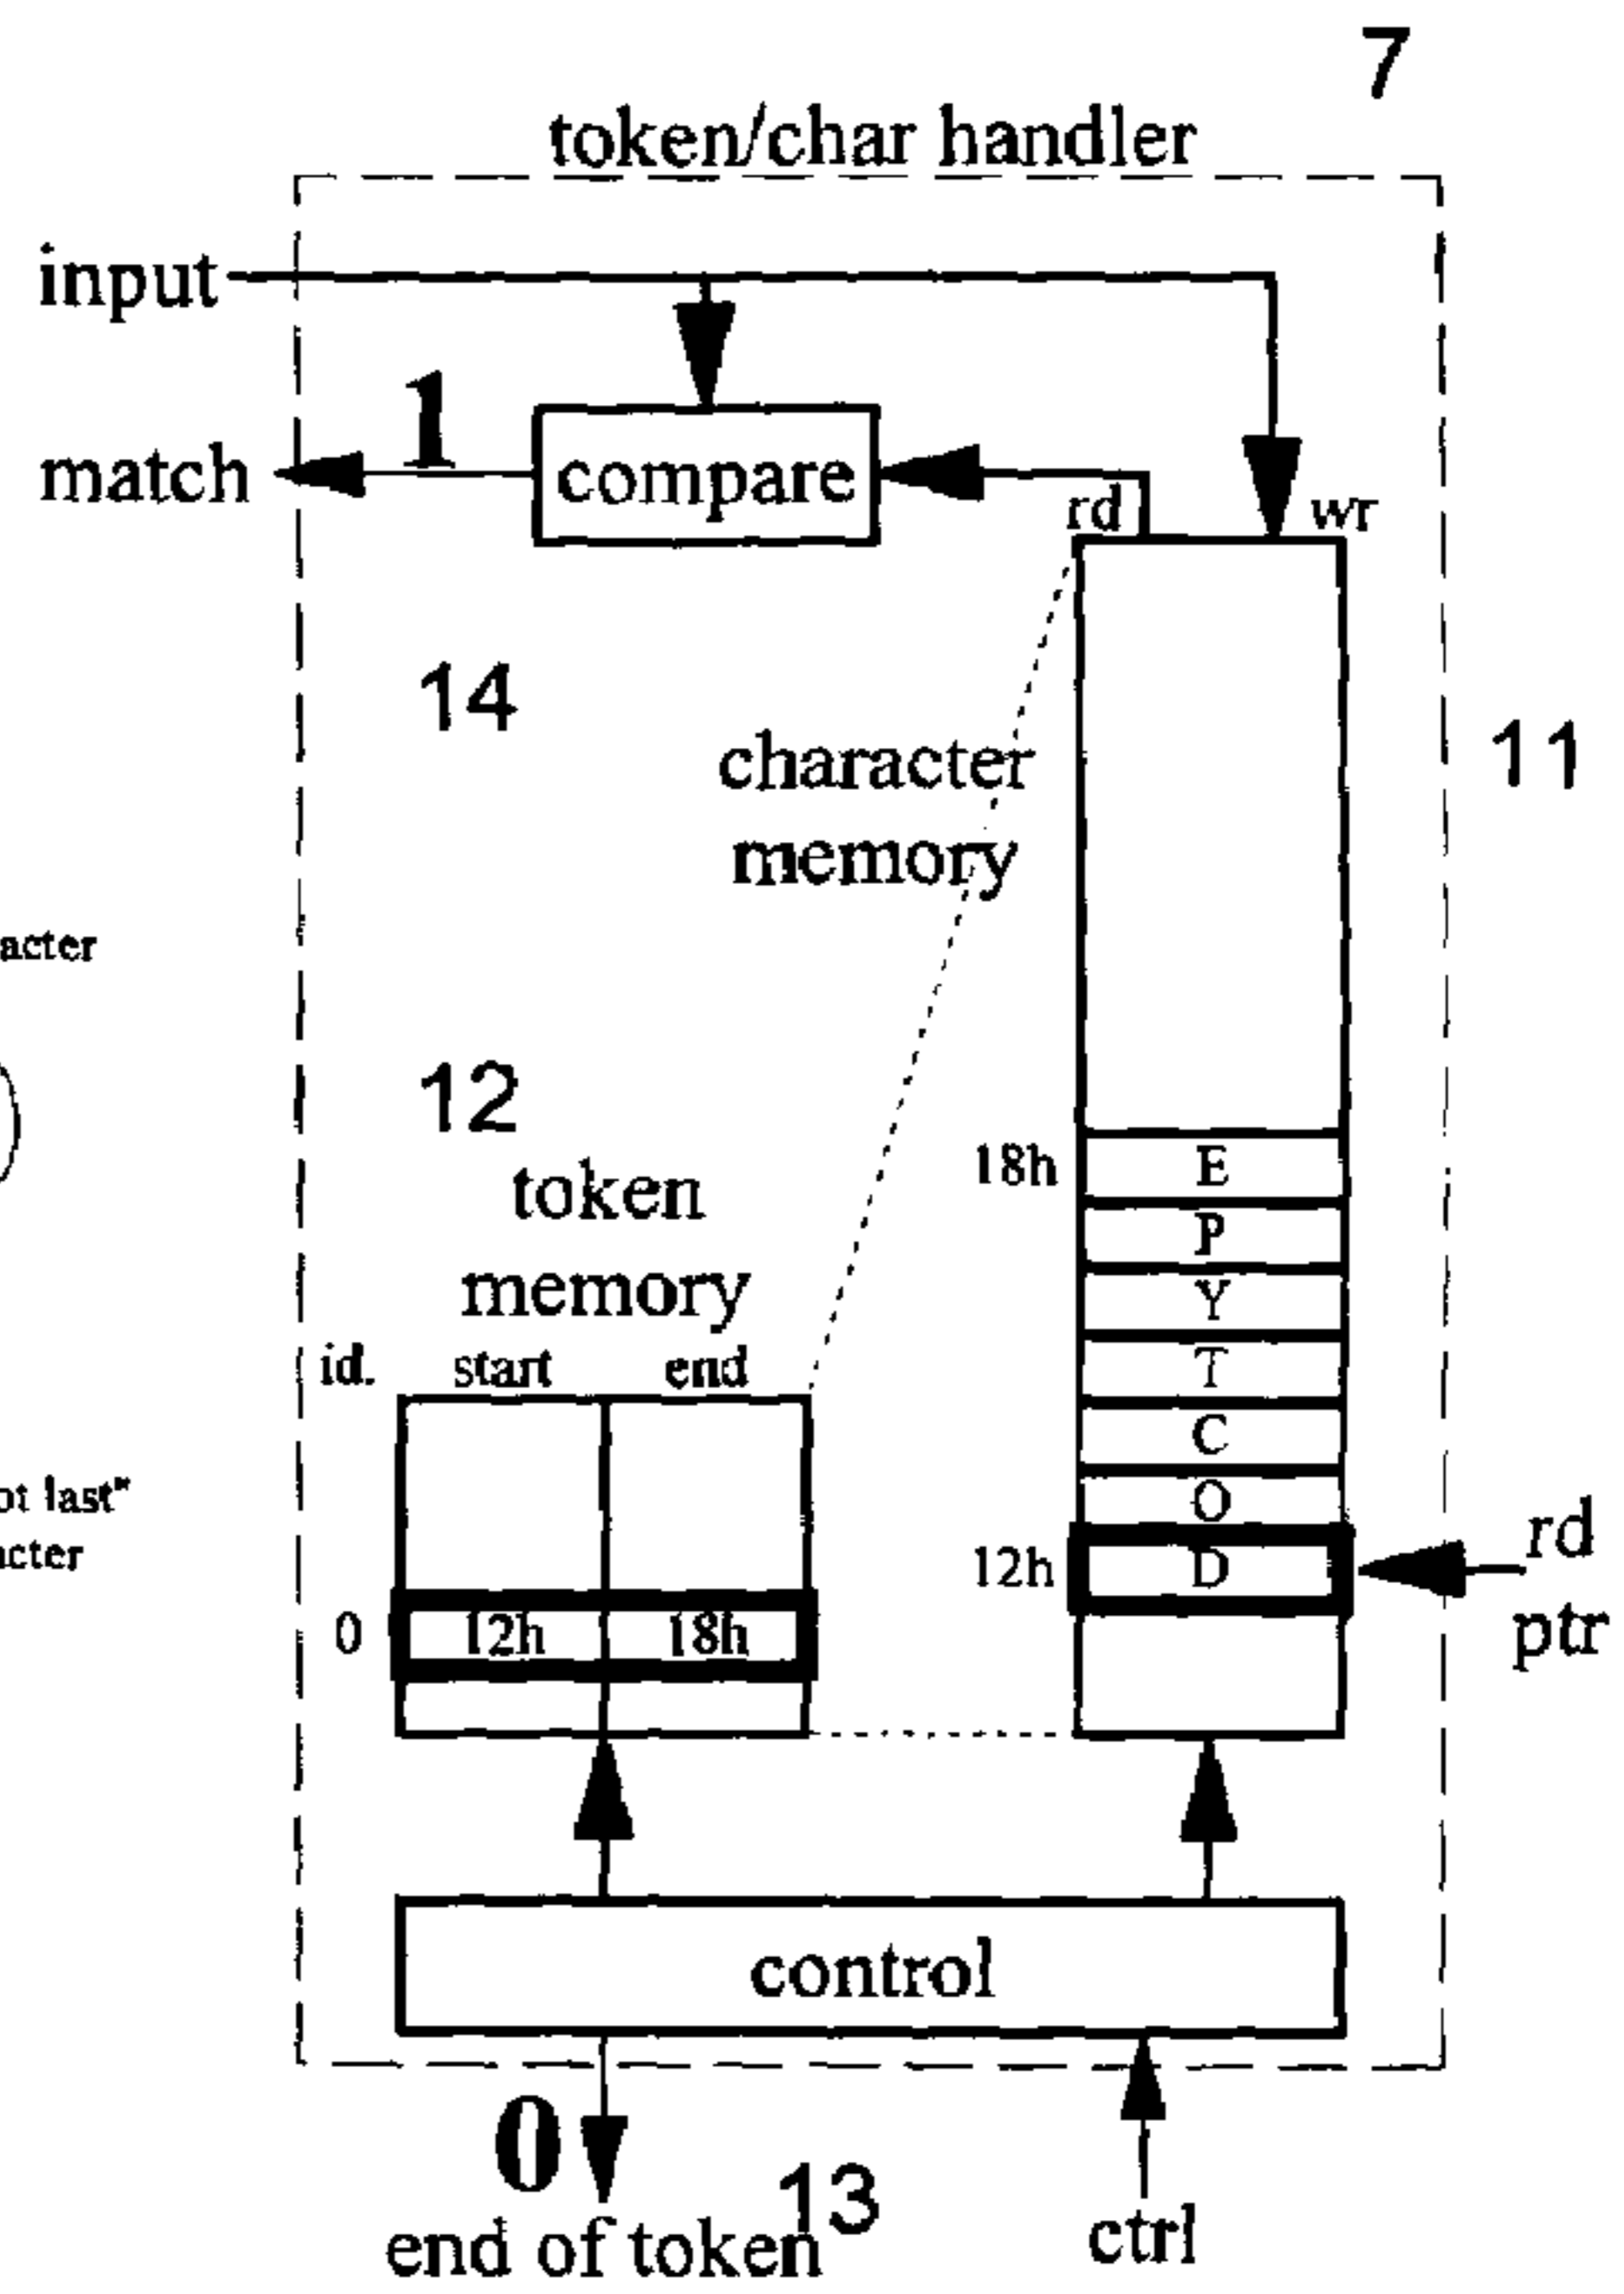 7
token/char handler
input
1
match
compare
rd
wr
14
character
memory
11
acter
12
token
memory
18h
E
P
Y
id.
start
end
T
C
ot last"
O
acter
12h
D
rd
ptr
0
12h
18h
control
0
13
end of token
ctrl